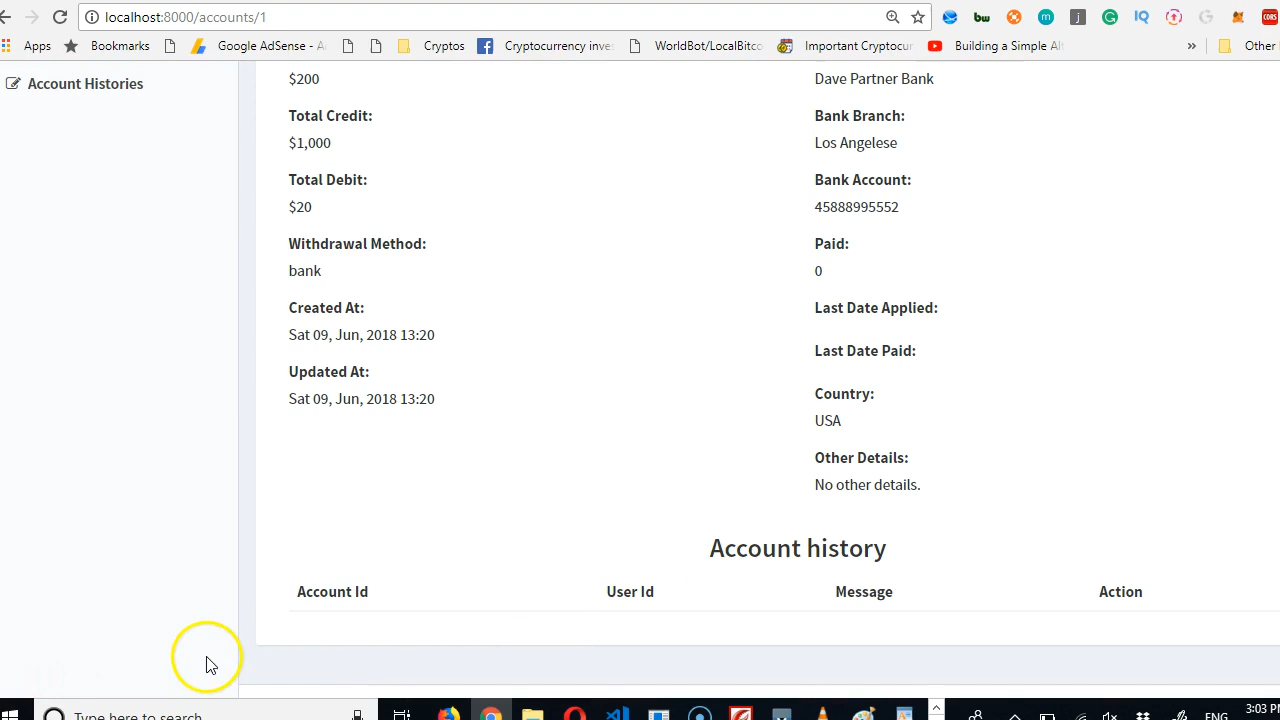 localhost:8000/accounts/1
Apps Bookmarks Google AdSense - A Cryptos Cryptocurrency inve WorldBot/LocalBitco Important Cryptocur Building a Simple Al » Other
Account Histories
$200
Total Credit:
$1,000
Total Debit:
$20
Withdrawal Method:
bank
Created At:
Sat 09, Jun, 2018 13:20
Updated At:
Sat 09, Jun, 2018 13:20
Dave Partner Bank
Bank Branch:
Los Angelese
Bank Account:
45888995552
Paid:
0
Last Date Applied:
Last Date Paid:
Country:
USA
Other Details:
No other details.
Account history
Account Id User Id Message Action
Type here to search
ENG
3:03 PM